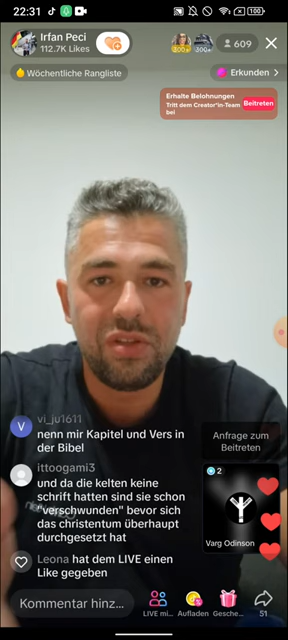 22:31
100
Irfan Peci
112.7K Likes
300+
300+
609
Wöchentliche Rangliste
Erkunden >
Erhalte Belohnungen
Tritt dem Creator*in-Team
bei
Beitreten
vi_ju1611
V
nenn mir Kapitel und Vers in
der Bibel
Anfrage zum
Beitreten
ittoogami3
und da die kelten keine
schrift hatten sind sie schon
"verschwunden" bevor sich
das christentum überhaupt
durchgesetzt hat
2
Varg Odinson
Leona hat dem LIVE einen
Like gegeben
Kommentar hinz...
LIVE mi...
Aufladen
Gesche...
51